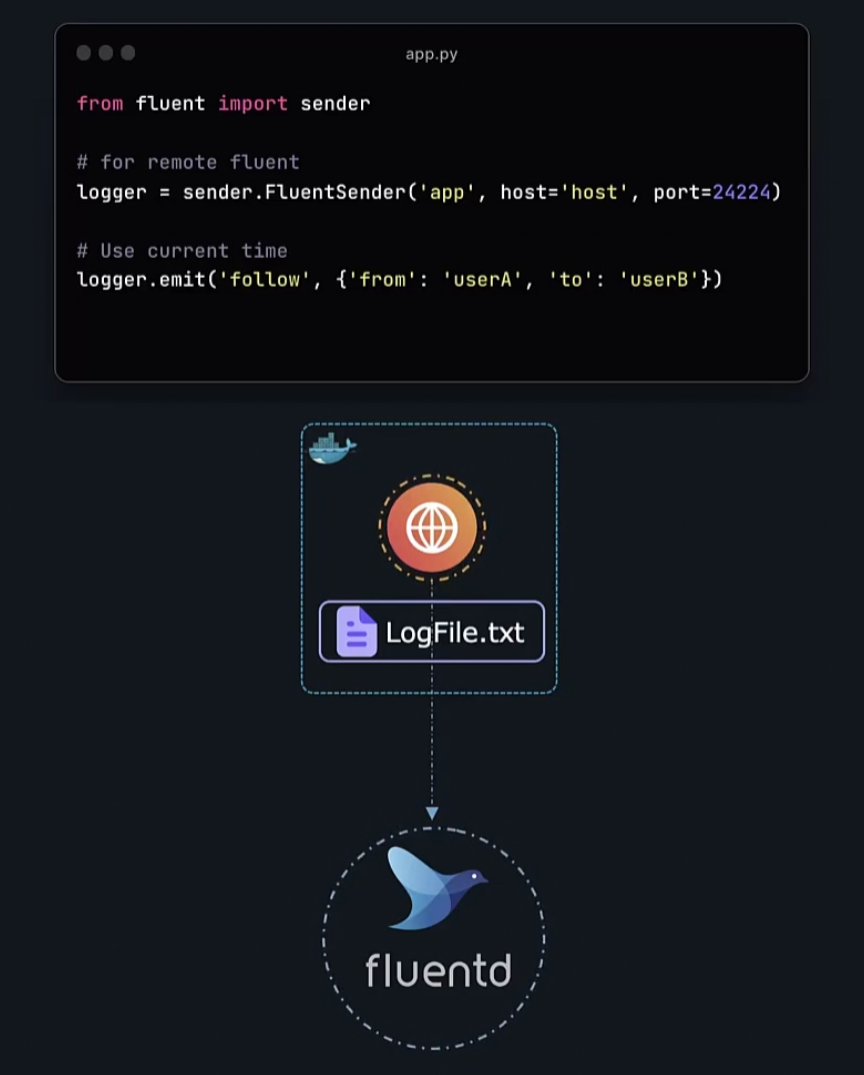 app.py
from fluent import sender
# for remote fluent
logger = sender.FluentSender('app', host='host', port=24224)
# Use current time
logger.emit('follow', {'from': 'userA', 'to': 'userB'})
LogFile.txt
fluentd